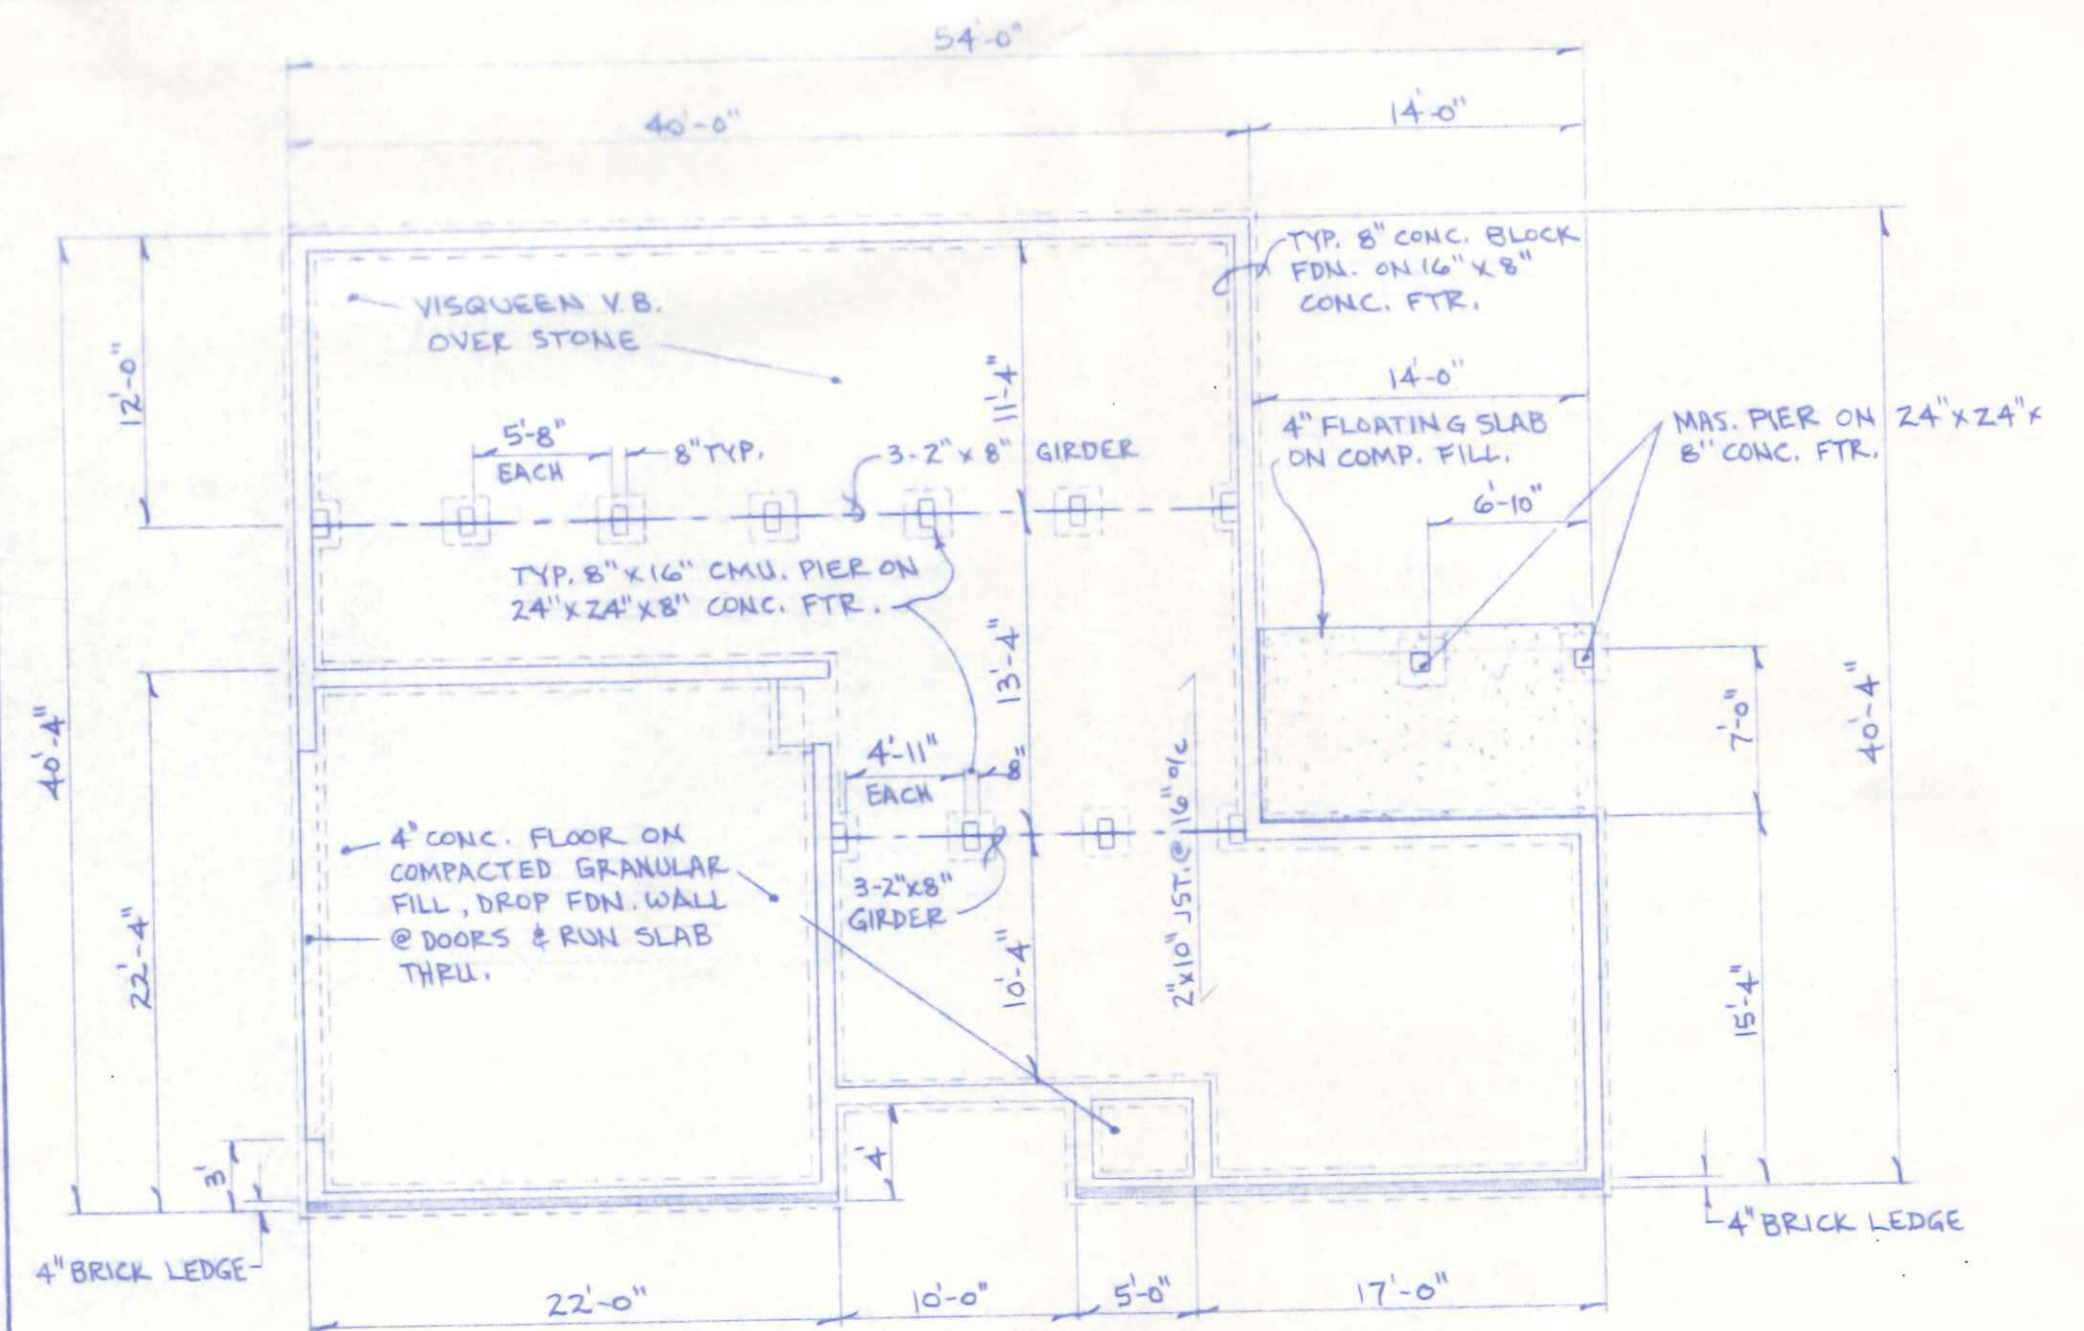 54'-0"
40'-0"
14'-0"
TYP. 8" CONC. BLOCK
FDN. ON 16" x 8"
CONC. FTR.
VISQUEEN V.B.
OVER STONE
12'-0"
11'-4"
14'-0"
4" FLOATING SLAB
ON COMP. FILL.
MAS. PIER ON 24"x24"x
8" CONC. FTR.
5'-8"
EACH
8" TYP.
3-2" x 8" GIRDER
6'-10"
TYP. 8" x 16" CMU. PIER ON
24" x 24" x 8" CONC. FTR.
13'-4"
40'-4"
7'-0"
40'-4"
4'-11"
EACH
8"
2"x10" JST. @ 16" o/c
4" CONC. FLOOR ON
COMPACTED GRANULAR
FILL, DROP FDN. WALL
@ DOORS & RUN SLAB
THRU.
3-2"x8"
GIRDER
22'-4"
10'-4"
15'-4"
3'
4'
4" BRICK LEDGE
4" BRICK LEDGE
22'-0"
10'-0"
5'-0"
17'-0"